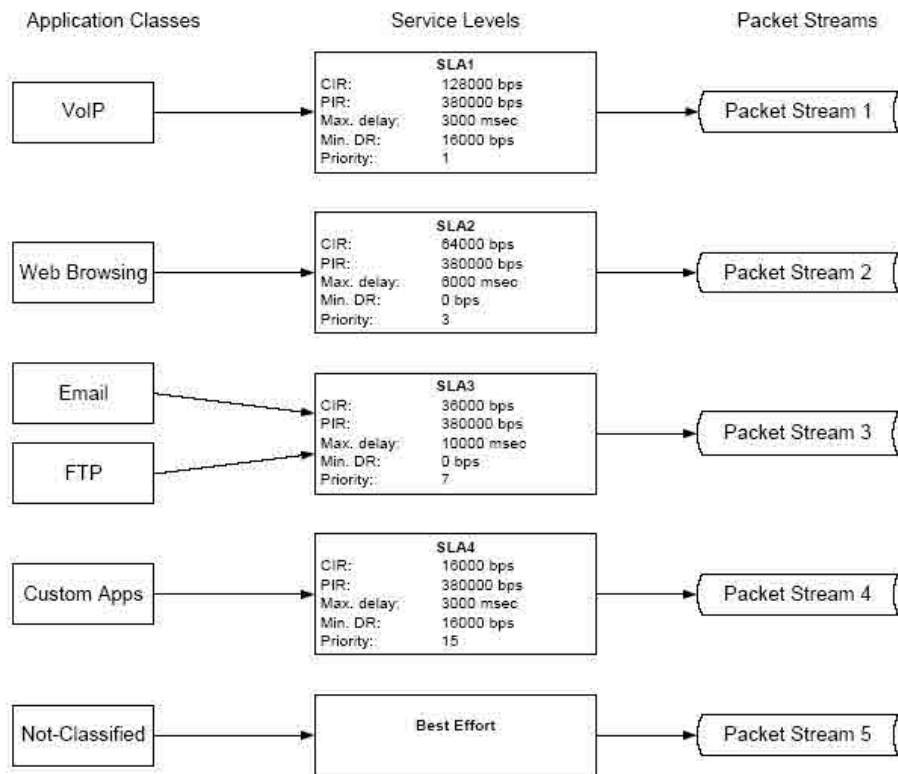 Application Classes
Service Levels
Packet Streams
VoIP
SLA1
CIR: 128000 bps
PIR: 380000 bps
Max. delay: 3000 msec
Min. DR: 16000 bps
Priority: 1
Packet Stream 1
Web Browsing
SLA2
CIR: 64000 bps
PIR: 380000 bps
Max. delay: 6000 msec
Min. DR: 0 bps
Priority: 3
Packet Stream 2
Email
FTP
SLA3
CIR: 36000 bps
PIR: 380000 bps
Max. delay: 10000 msec
Min. DR: 0 bps
Priority: 7
Packet Stream 3
Custom Apps
SLA4
CIR: 16000 bps
PIR: 380000 bps
Max. delay: 3000 msec
Min. DR: 16000 bps
Priority: 15
Packet Stream 4
Not-Classified
Best Effort
Packet Stream 5